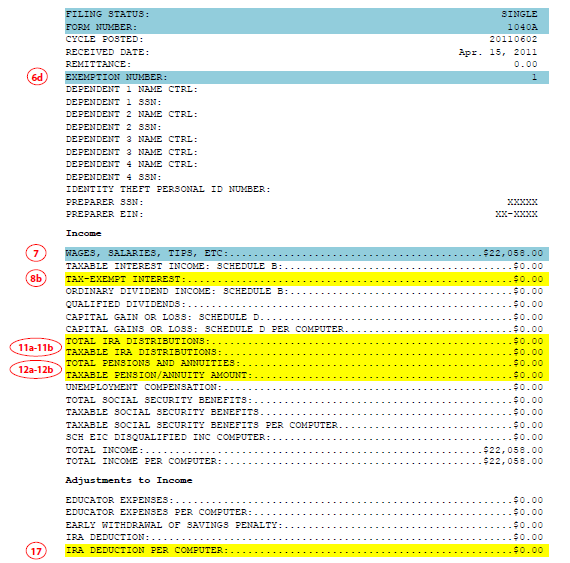 FILING STATUS: SINGLE
FORM NUMBER: 1040A
CYCLE POSTED: 20110602
RECEIVED DATE: Apr. 15, 2011
REMITTANCE: 0.00
6d EXEMPTION NUMBER: 1
DEPENDENT 1 NAME CTRL:
DEPENDENT 1 SSN:
DEPENDENT 2 NAME CTRL:
DEPENDENT 2 SSN:
DEPENDENT 3 NAME CTRL:
DEPENDENT 3 NAME CTRL:
DEPENDENT 4 NAME CTRL:
DEPENDENT 4 SSN:
IDENTITY THEFT PERSONAL ID NUMBER:
PREPARER SSN: XXXXX
PREPARER EIN: XX-XXXX
Income
7 WAGES, SALARIES, TIPS, ETC:....................................$22,058.00
TAXABLE INTEREST INCOME: SCHEDULE B:................................$0.00
8b TAX-EXEMPT INTEREST:................................................$0.00
ORDINARY DIVIDEND INCOME: SCHEDULE B:...............................$0.00
QUALIFIED DIVIDENDS:................................................$0.00
CAPITAL GAIN OR LOSS: SCHEDULE D....................................$0.00
CAPITAL GAINS OR LOSS: SCHEDULE D PER COMPUTER......................$0.00
11a-11b TOTAL IRA DISTRIBUTIONS:............................................$0.00
TAXABLE IRA DISTRIBUTIONS:..........................................$0.00
12a-12b TOTAL PENSIONS AND ANNUITIES:.......................................$0.00
TAXABLE PENSION/ANNUITY AMOUNT:.....................................$0.00
UNEMPLOYMENT COMPENSATION:..........................................$0.00
TOTAL SOCIAL SECURITY BENEFITS:.....................................$0.00
TAXABLE SOCIAL SECURITY BENEFITS....................................$0.00
TAXABLE SOCIAL SECURITY BENEFITS PER COMPUTER.......................$0.00
SCH EIC DISQUALIFIED INC COMPUTER:..................................$0.00
TOTAL INCOME:..................................................$22,058.00
TOTAL INCOME PER COMPUTER:.....................................$22,058.00
Adjustments to Income
EDUCATOR EXPENSES:..................................................$0.00
EDUCATOR EXPENSES PER COMPUTER:.....................................$0.00
EARLY WITHDRAWAL OF SAVINGS PENALTY:................................$0.00
IRA DEDUCTION:......................................................$0.00
17 IRA DEDUCTION PER COMPUTER:.........................................$0.00